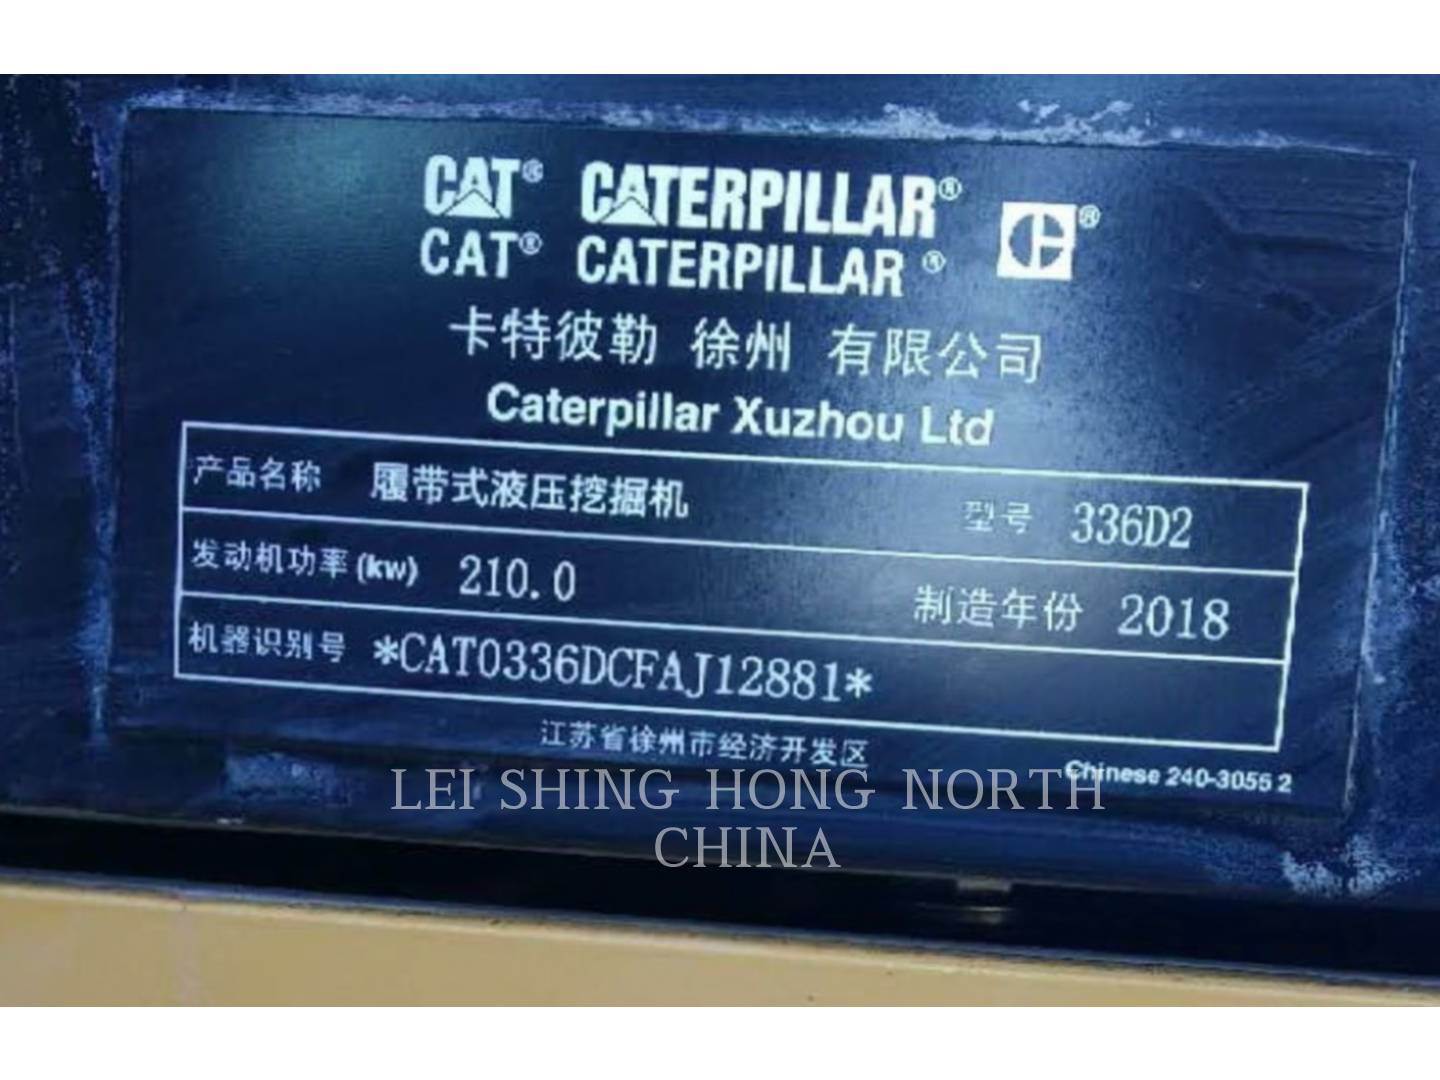 CAT® CATERPILLAR®
CAT® CATERPILLAR® ®
卡特彼勒 徐州 有限公司
Caterpillar Xuzhou Ltd
产品名称 履带式液压挖掘机 型号 336D2
发动机功率(kw) 210.0 制造年份 2018
机器识别号 *CAT0336DCFAJ12881*
江苏省徐州市经济开发区
Chinese 240-3055 2
LEI SHING HONG NORTH
CHINA